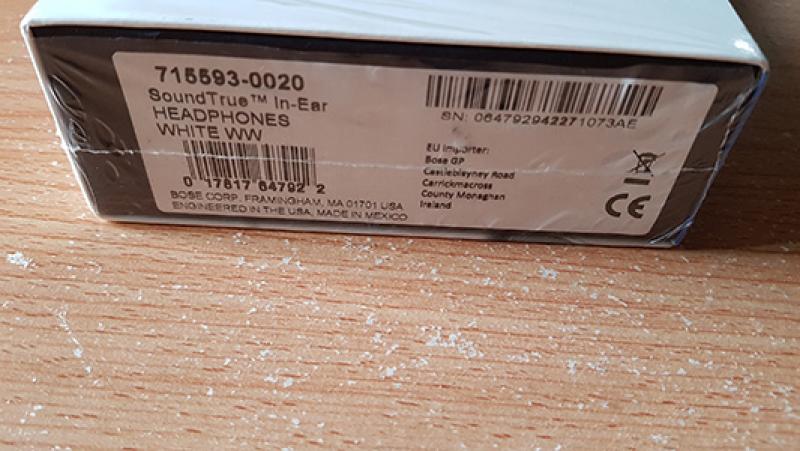 715593-0020
SoundTrue™ In-Ear
HEADPHONES
WHITE WW
0 17817 64792 2
BOSE CORP. FRAMINGHAM, MA 01701 USA
ENGINEERED IN THE USA, MADE IN MEXICO
SN: 064792942271073AE
EU Importer:
Bose GP
Castleblayney Road
Carrickmacross
County Monaghan
Ireland
CE